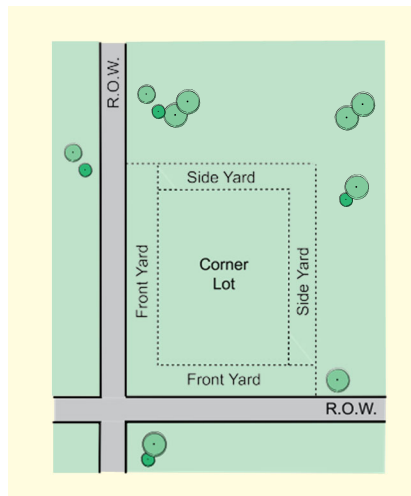 R.O.W.
Side Yard
Front Yard
Corner
Lot
Side Yard
Front Yard
R.O.W.